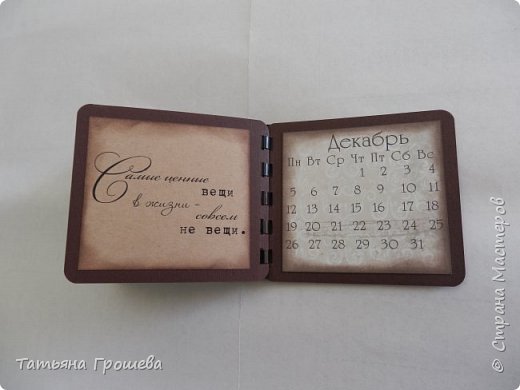 Самые ценные
вещи
в жизни -
совсем
не вещи.
Декабрь
Пн Вт Ср Чт Пт Сб Вс
1 2 3 4
5 6 7 8 9 10 11
12 13 14 15 16 17 18
19 20 21 22 23 24 25
26 27 28 29 30 31
Татьяна Грошева
© Страна Мастеров